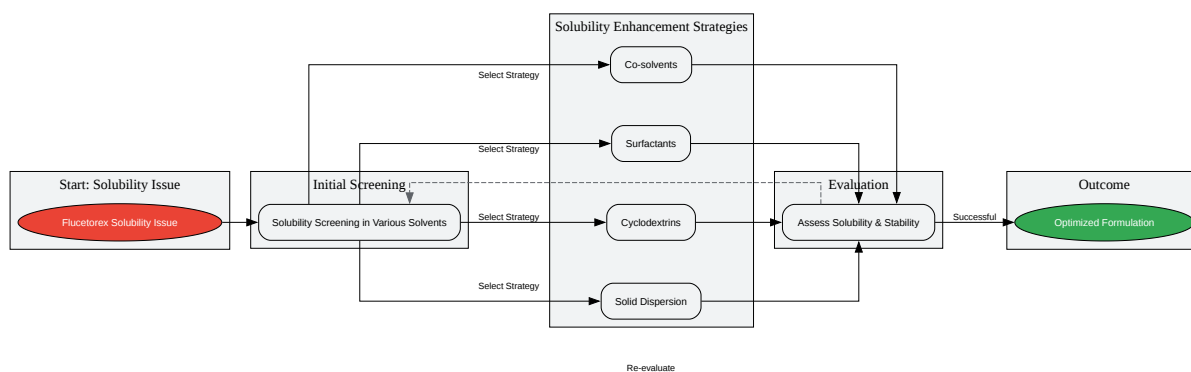 Solubility Enhancement Strategies
Co-solvents
Select Strategy
Surfactants
Select Strategy
Start: Solubility Issue
Initial Screening
Evaluation
Outcome
Flucetorex Solubility Issue
Solubility Screening in Various Solvents
Select Strategy
Cyclodextrins
Assess Solubility & Stability
Successful
Optimized Formulation
Select Strategy
Solid Dispersion
Re-evaluate